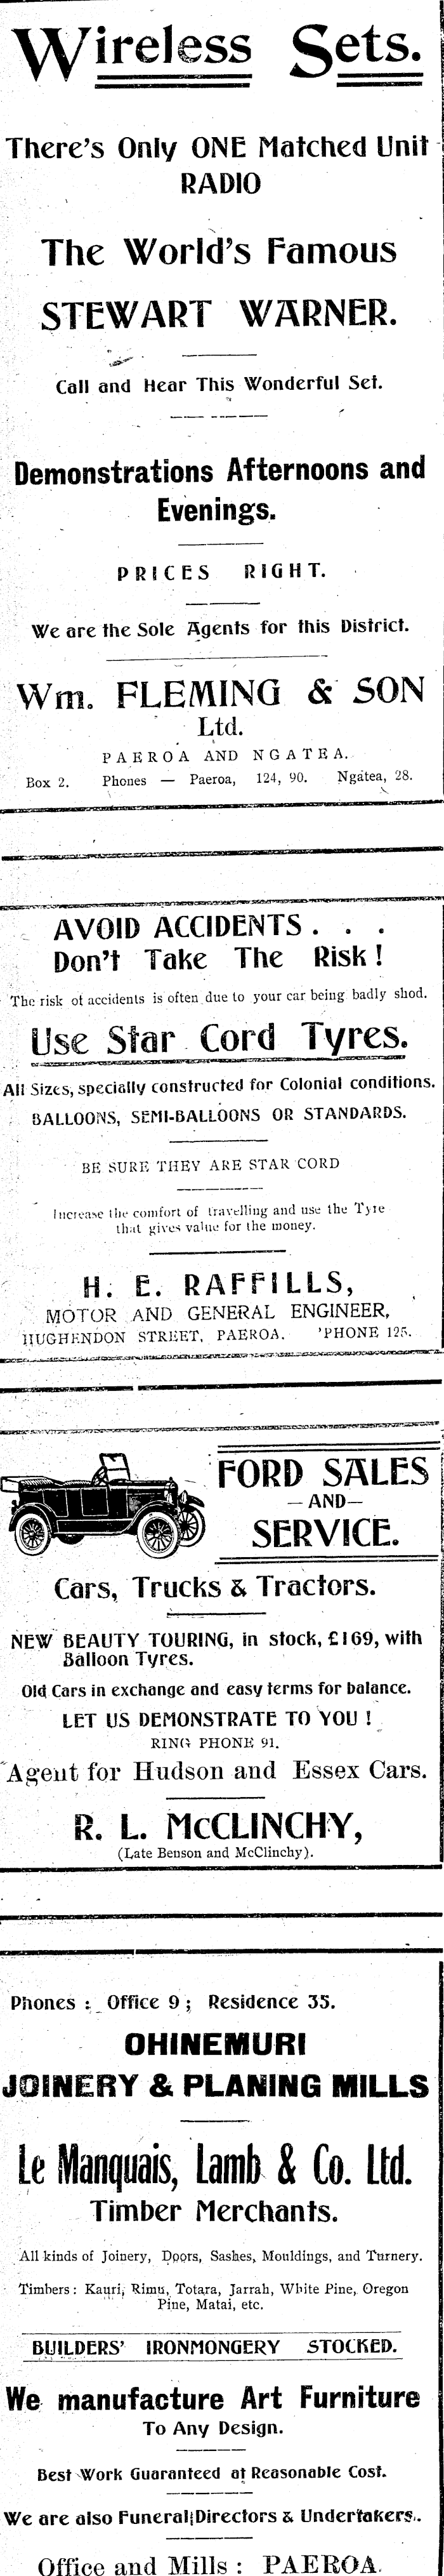 Wireless Sets.
There's Only ONE Matched Unit
RADIO
The World's Famous
STEWART WARNER.
Call and Hear This Wonderful Set.
Demonstrations Afternoons and
Evenings.
PRICES RIGHT.
We are the Sole Agents for this District.
Wm. FLEMING & SON
Ltd.
PAEROA AND NGATEA.
Box 2. Phones — Paeroa, 124, 90. Ngatea, 28.
AVOID ACCIDENTS . . .
Don't Take The Risk!
The risk of accidents is often due to your car being badly shod.
Use Star Cord Tyres.
All Sizes, specially constructed for Colonial conditions.
BALLOONS, SEMI-BALLOONS OR STANDARDS.
BE SURE THEY ARE STAR CORD
Increase the comfort of travelling and use the Tyre
that gives value for the money.
H. E. RAFFILLS,
MOTOR AND GENERAL ENGINEER,
HUGHENDON STREET, PAEROA. 'PHONE 125.
FORD SALES
—AND—
SERVICE.
Cars, Trucks & Tractors.
NEW BEAUTY TOURING, in stock, £169, with
Balloon Tyres.
Old Cars in exchange and easy terms for balance.
LET US DEMONSTRATE TO YOU !
RING PHONE 91.
Agent for Hudson and Essex Cars.
R. L. McCLINCHY,
(Late Benson and McClinchy).
Phones : Office 9 ; Residence 35.
OHINEMURI
JOINERY & PLANING MILLS
Le Manquais, Lamb & Co. Ltd.
Timber Merchants.
All kinds of Joinery, Doors, Sashes, Mouldings, and Turnery.
Timbers : Kauri, Rimu, Totara, Jarrah, White Pine, Oregon
Pine, Matai, etc.
BUILDERS' IRONMONGERY STOCKED.
We manufacture Art Furniture
To Any Design.
Best Work Guaranteed at Reasonable Cost.
We are also Funeral Directors & Undertakers.
Office and Mills : PAEROA.